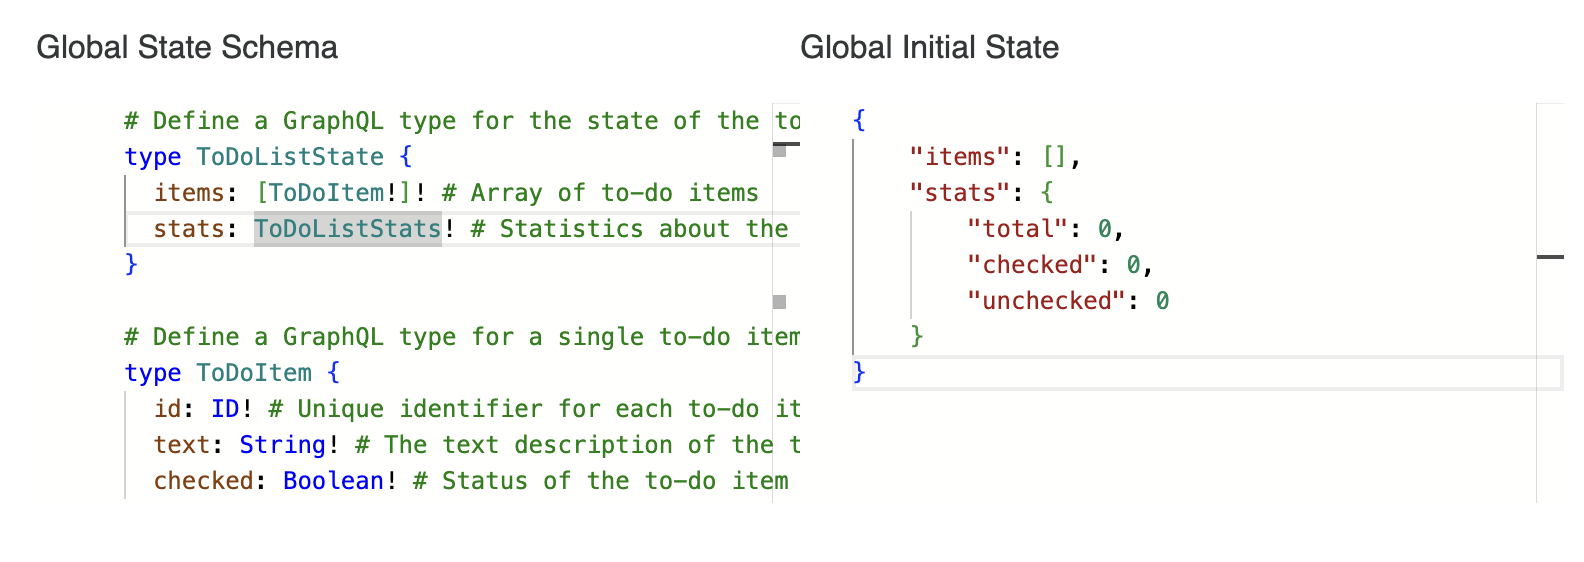 Global State Schema
# Define a GraphQL type for the state of the to
type ToDoListState {
items: [ToDoItem!]! # Array of to-do items
stats: ToDoListStats! # Statistics about the
}
# Define a GraphQL type for a single to-do item
type ToDoItem {
id: ID! # Unique identifier for each to-do it
text: String! # The text description of the t
checked: Boolean! # Status of the to-do item
Global Initial State
{
"items": [],
"stats": {
"total": 0,
"checked": 0,
"unchecked": 0
}
}